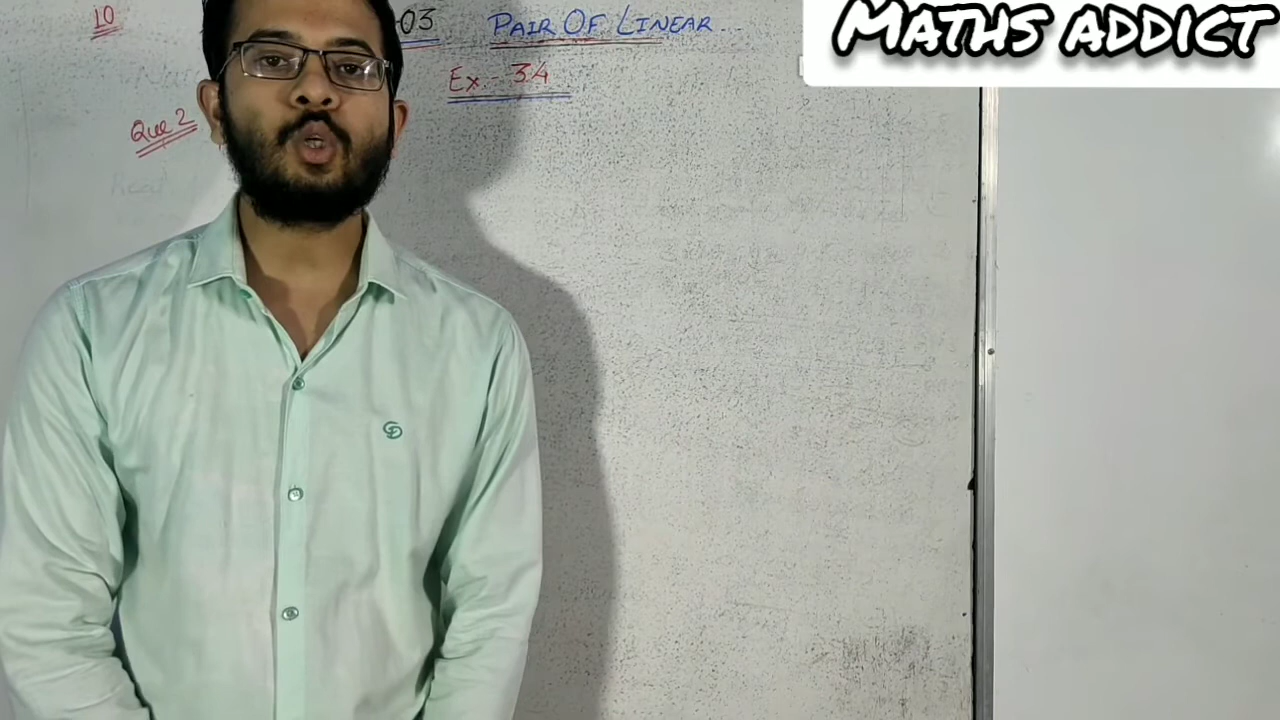 10
03 PAIR OF LINEAR...
MATHS ADDICT
Ex - 3.4
Que 2